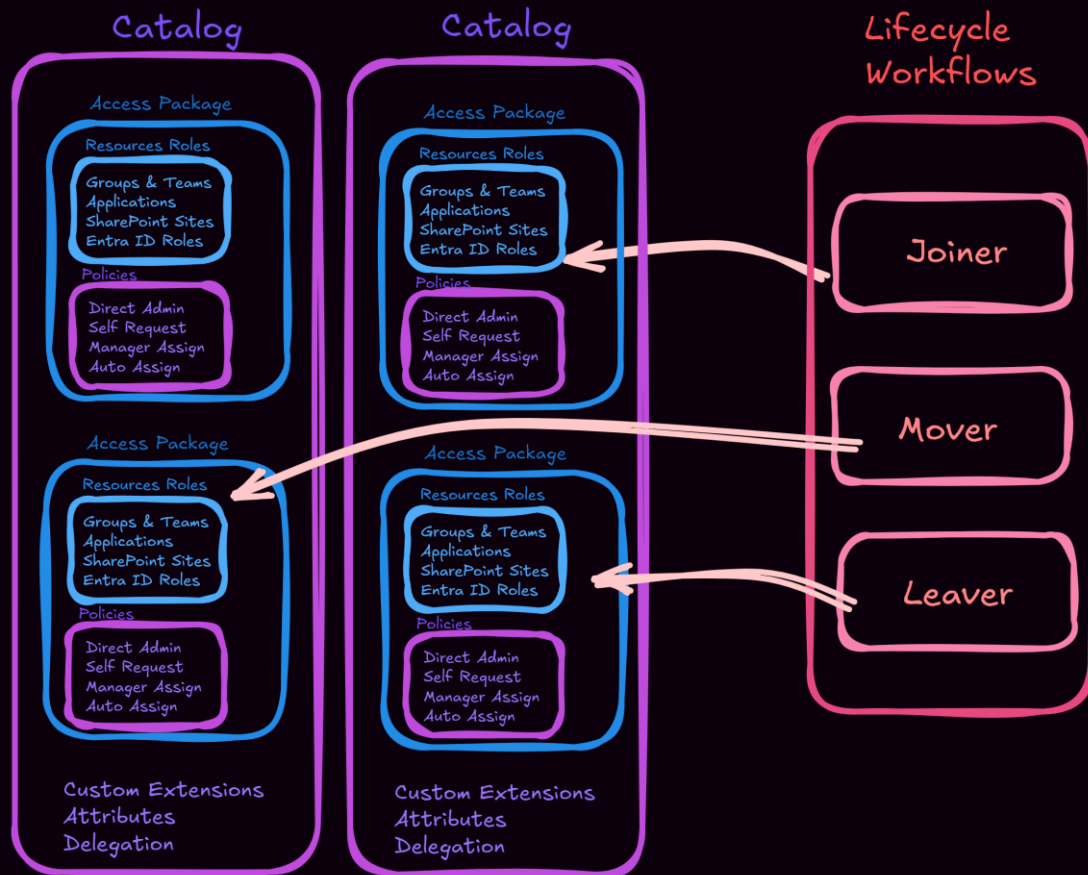 Catalog
Access Package
Resources Roles
Groups & Teams
Applications
SharePoint Sites
Entra ID Roles
Policies
Direct Admin
Self Request
Manager Assign
Auto Assign
Access Package
Resources Roles
Groups & Teams
Applications
SharePoint Sites
Entra ID Roles
Policies
Direct Admin
Self Request
Manager Assign
Auto Assign
Custom Extensions
Attributes
Delegation
Catalog
Access Package
Resources Roles
Groups & Teams
Applications
SharePoint Sites
Entra ID Roles
Policies
Direct Admin
Self Request
Manager Assign
Auto Assign
Access Package
Resources Roles
Groups & Teams
Applications
SharePoint Sites
Entra ID Roles
Policies
Direct Admin
Self Request
Manager Assign
Auto Assign
Custom Extensions
Attributes
Delegation
Lifecycle
Workflows
Joiner
Mover
Leaver